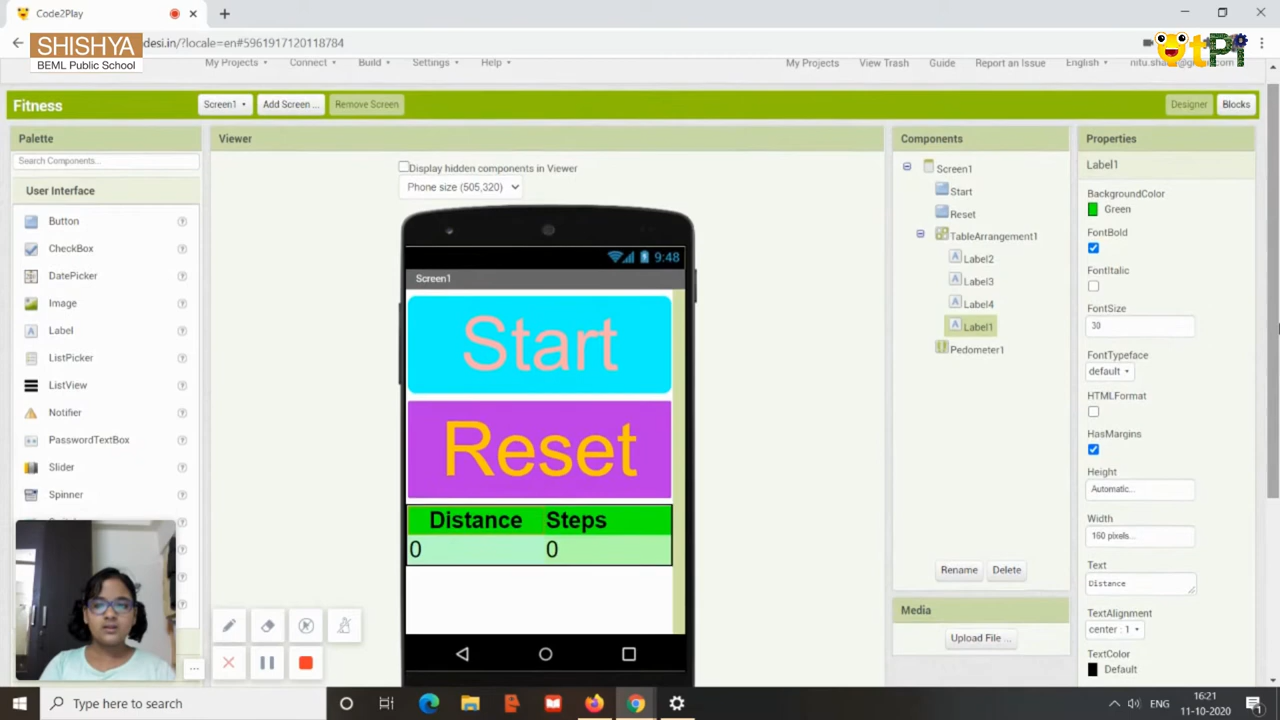 Code2Play
SHISHYA
BEML Public School
desi.in/?locale=en#5961917120118784
OtPi
My Projects Connect Build Settings Help My Projects View Trash Guide Report an Issue English
Fitness Screen1 Add Screen ... Remove Screen Designer Blocks
Palette
Search Components...
User Interface
Button
CheckBox
DatePicker
Image
Label
ListPicker
ListView
Notifier
PasswordTextBox
Slider
Spinner
Viewer
Display hidden components in Viewer
Phone size (505,320)
9:48
Screen1
Start
Reset
Distance Steps
0 0
Components
Screen1
Start
Reset
TableArrangement1
Label2
Label3
Label4
Label1
Pedometer1
Rename Delete
Media
Upload File ...
Properties
Label1
BackgroundColor
Green
FontBold
FontItalic
FontSize
30
FontTypeface
default
HTMLFormat
HasMargins
Height
Automatic...
Width
160 pixels...
Text
Distance
TextAlignment
center : 1
TextColor
Default
Type here to search
ENG
16:21
11-10-2020